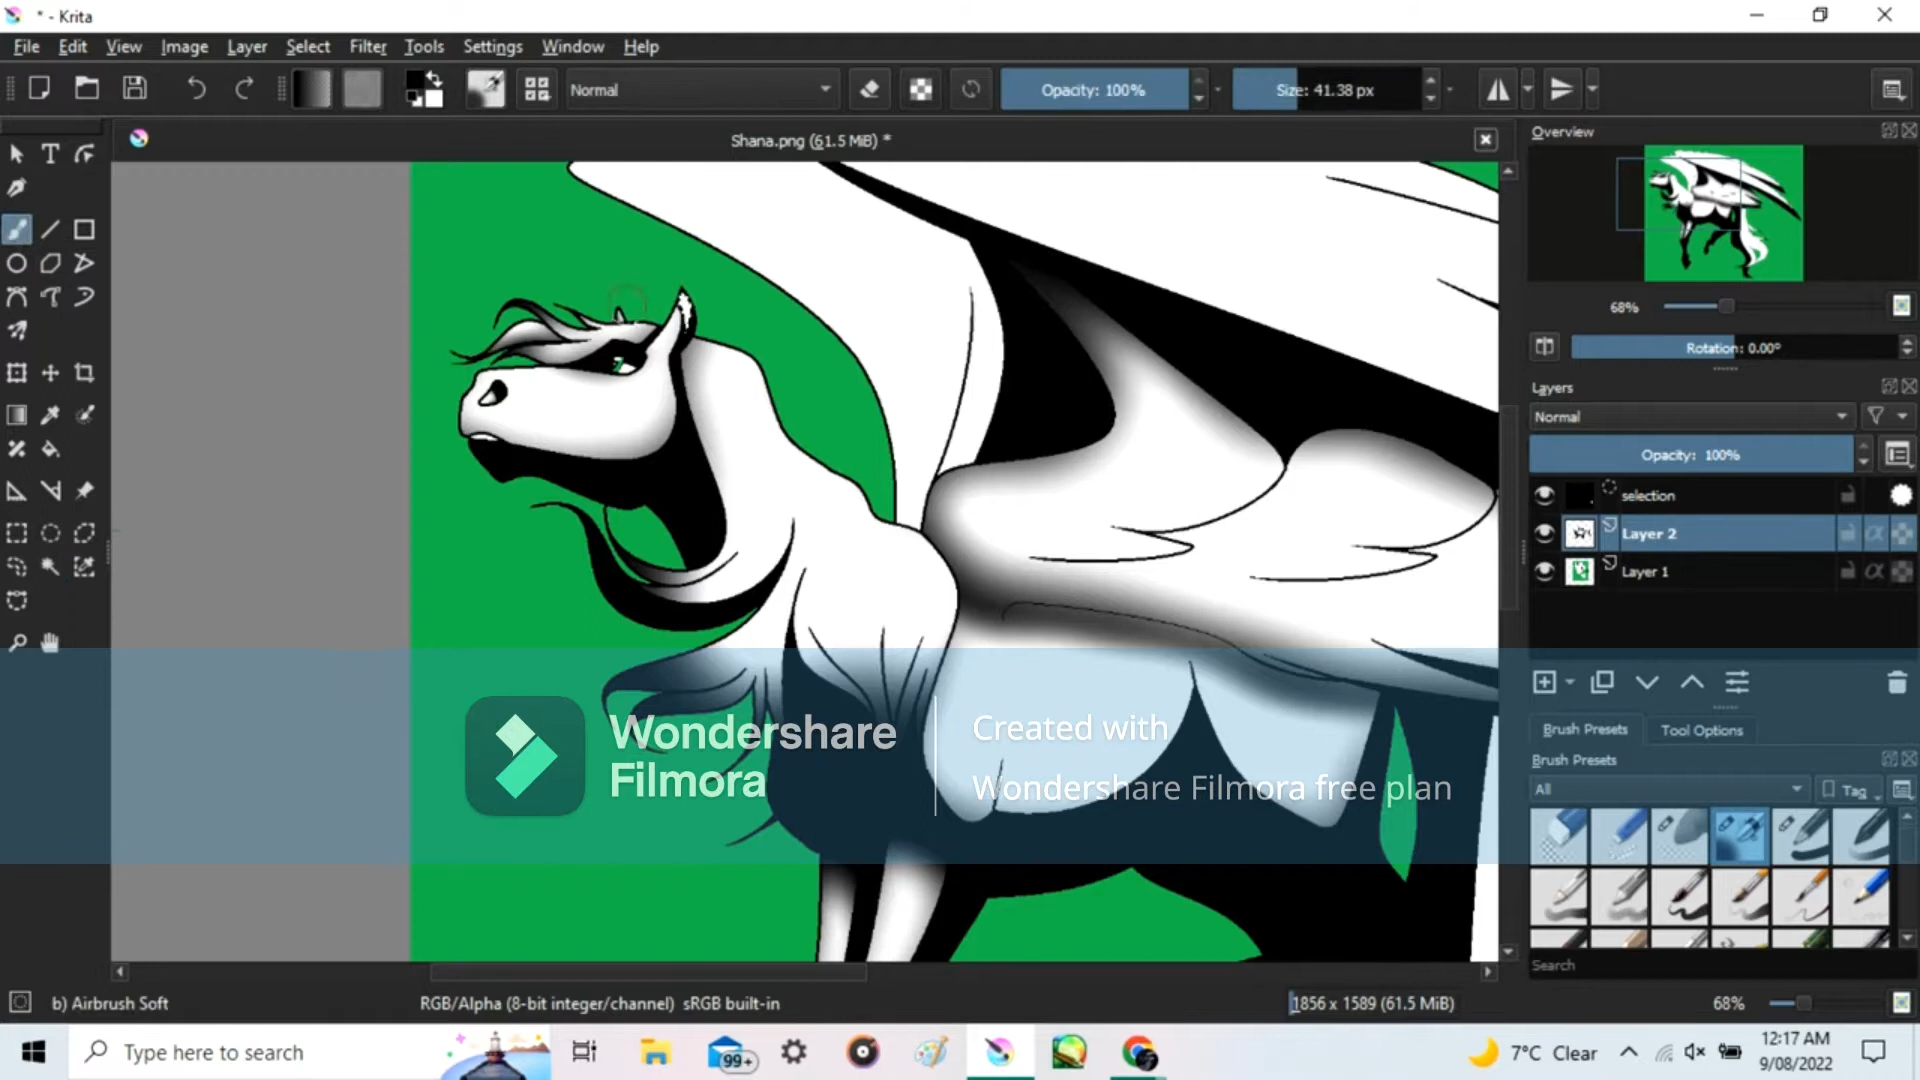 * - Krita
File Edit View Image Layer Select Filter Tools Settings Window Help
Normal
Opacity: 100%
Size: 41.38 px
Shana.png (61.5 MiB) *
Overview
68%
Rotation: 0.00°
Layers
Normal
Opacity: 100%
selection
Layer 2
Layer 1
Wondershare
Filmora
Created with
Wondershare Filmora free plan
Brush Presets Tool Options
Brush Presets
All
Tag
Search
b) Airbrush Soft
RGB/Alpha (8-bit integer/channel) sRGB built-in
1856 x 1589 (61.5 MiB)
68%
Type here to search
99+
7°C Clear
12:17 AM
9/08/2022